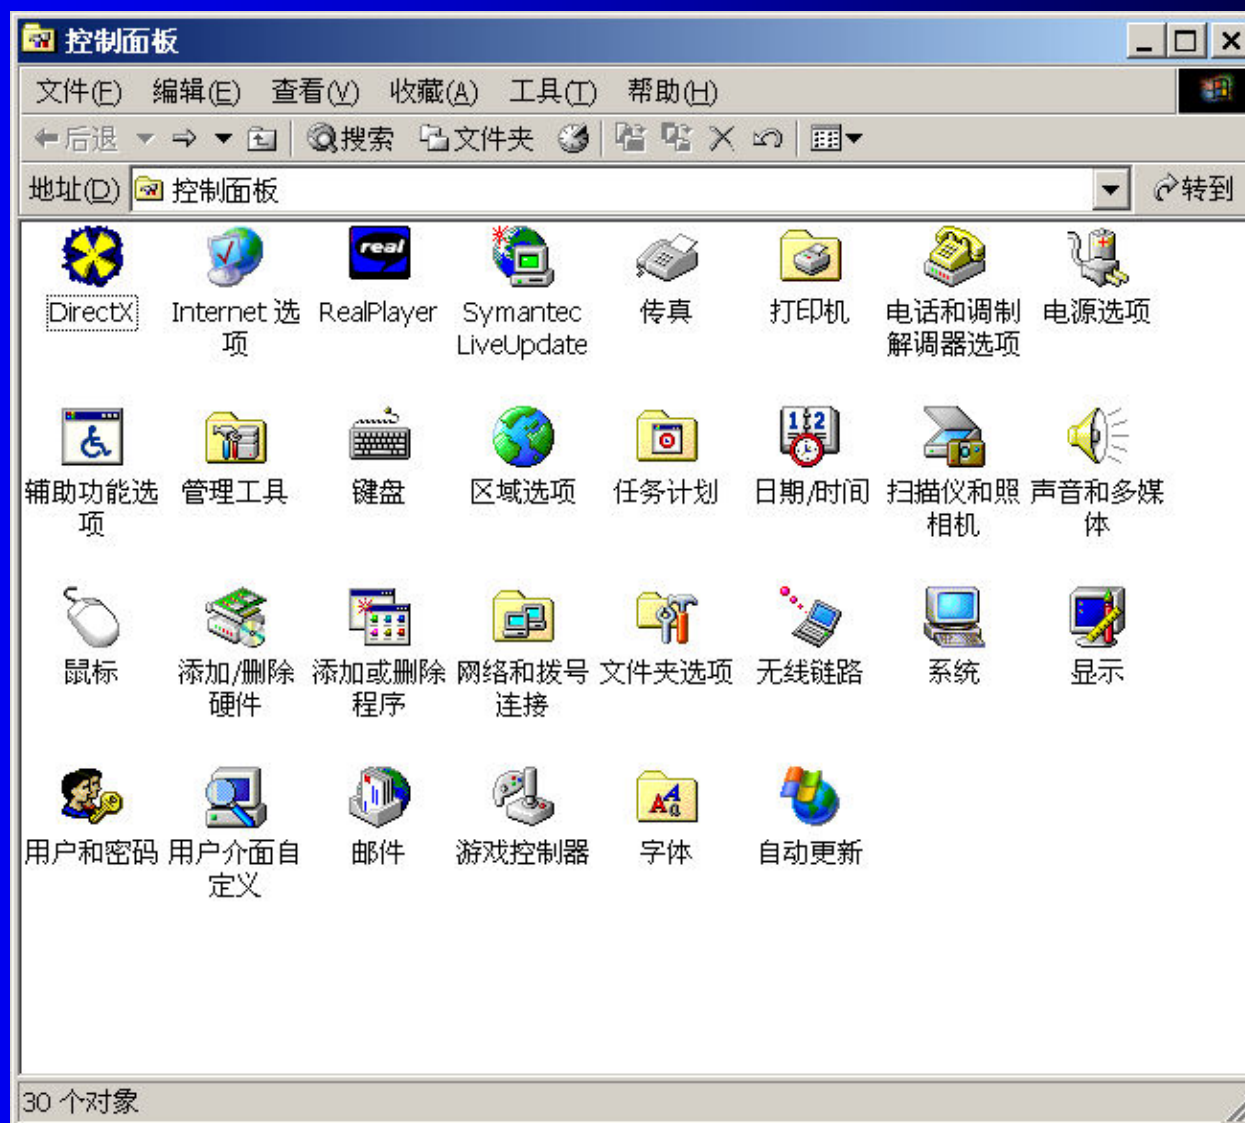 控制面板
文件(F) 编辑(E) 查看(V) 收藏(A) 工具(T) 帮助(H)
后退 搜索 文件夹
地址(D) 控制面板 转到
real
DirectX Internet 选项 RealPlayer Symantec LiveUpdate 传真 打印机 电话和调制解调器选项 电源选项
1 2
辅助功能选项 管理工具 键盘 区域选项 任务计划 日期/时间 扫描仪和照相机 声音和多媒体
鼠标 添加/删除硬件 添加或删除程序 网络和拨号连接 文件夹选项 无线链路 系统 显示
用户和密码 用户介面自定义 邮件 游戏控制器 字体 自动更新
30 个对象